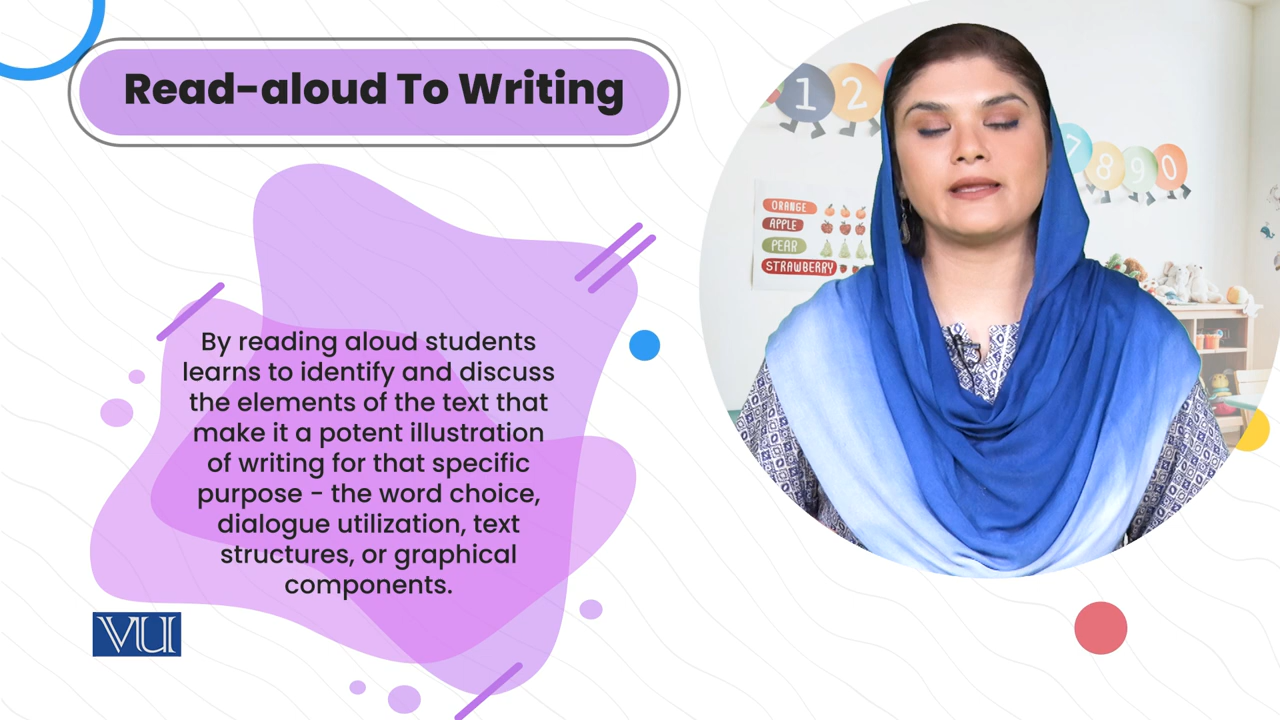 Read-aloud To Writing
By reading aloud students
learns to identify and discuss
the elements of the text that
make it a potent illustration
of writing for that specific
purpose - the word choice,
dialogue utilization, text
structures, or graphical
components.
VU
1 2
7 8 9 0
ORANGE
APPLE
PEAR
STRAWBERRY